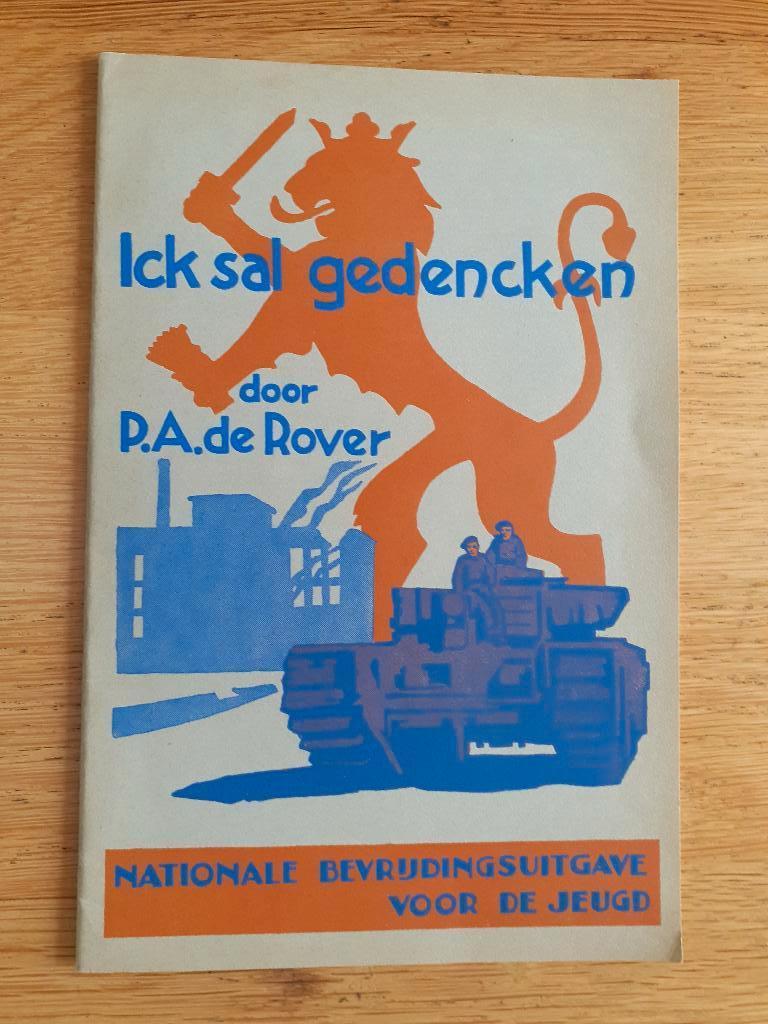 Ick sal gedencken
door
P.A. de Rover
NATIONALE BEVRIJDINGSUITGAVE
VOOR DE JEUGD